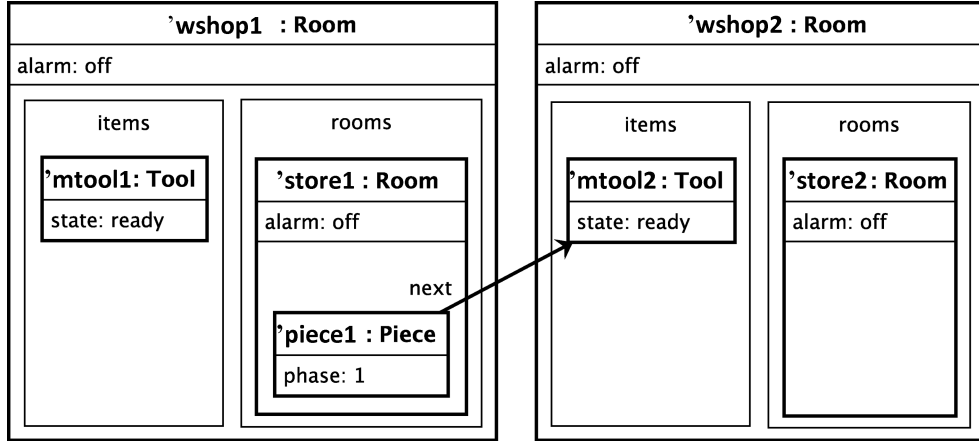 ’wshop1 : Room
alarm: off
items
rooms
’mtool1: Tool
state: ready
’store1 : Room
alarm: off
next
’piece1 : Piece
phase: 1
’wshop2 : Room
alarm: off
items
rooms
’mtool2: Tool
state: ready
’store2: Room
alarm: off